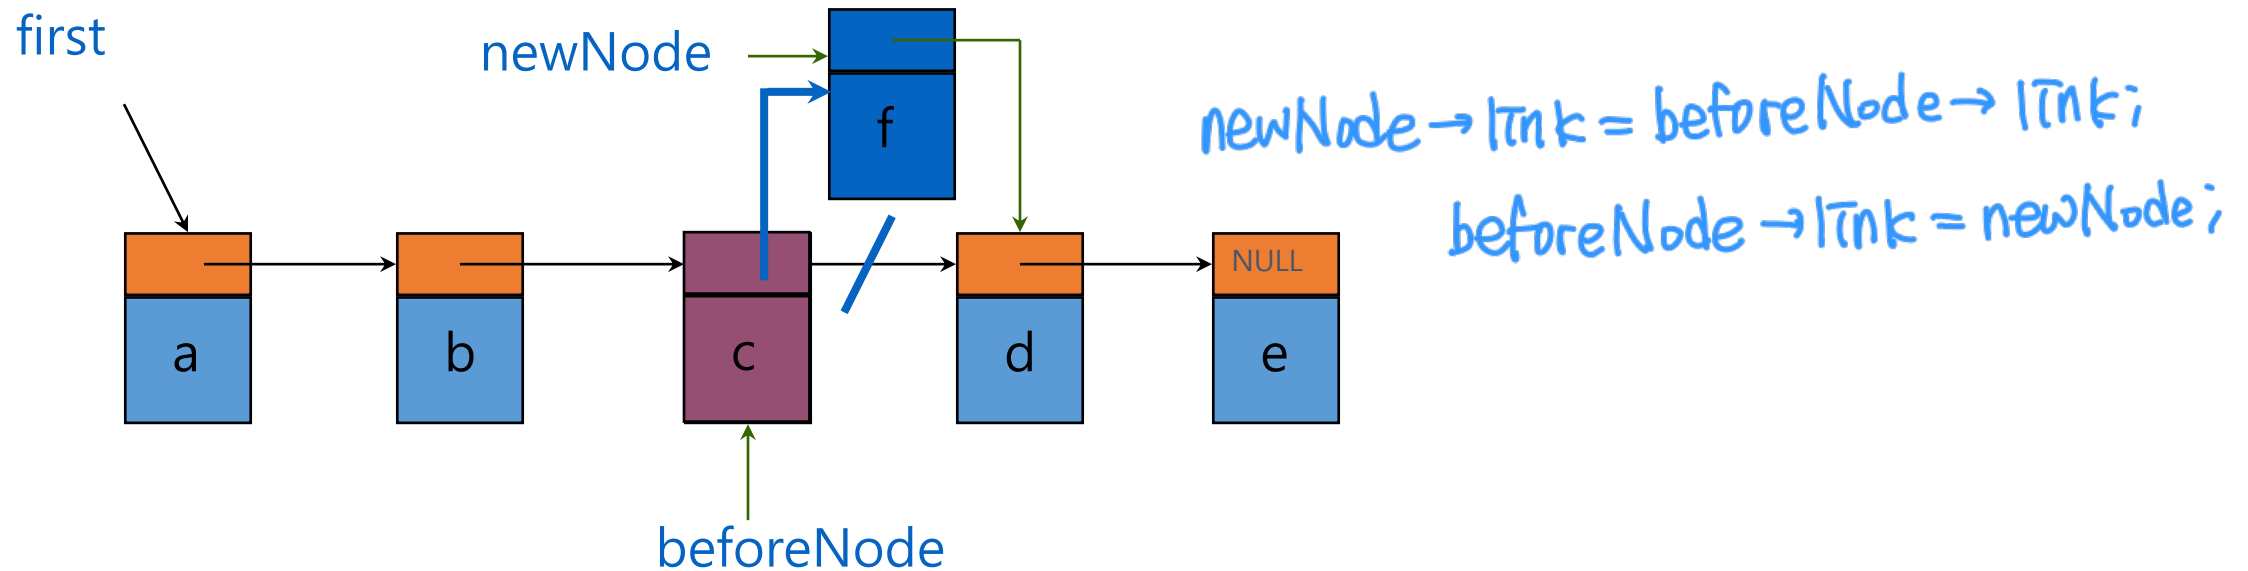 first
newNode
f
newNode→link = beforeNode→link;
beforeNode→link = newNode;
NULL
a
b
c
d
e
beforeNode